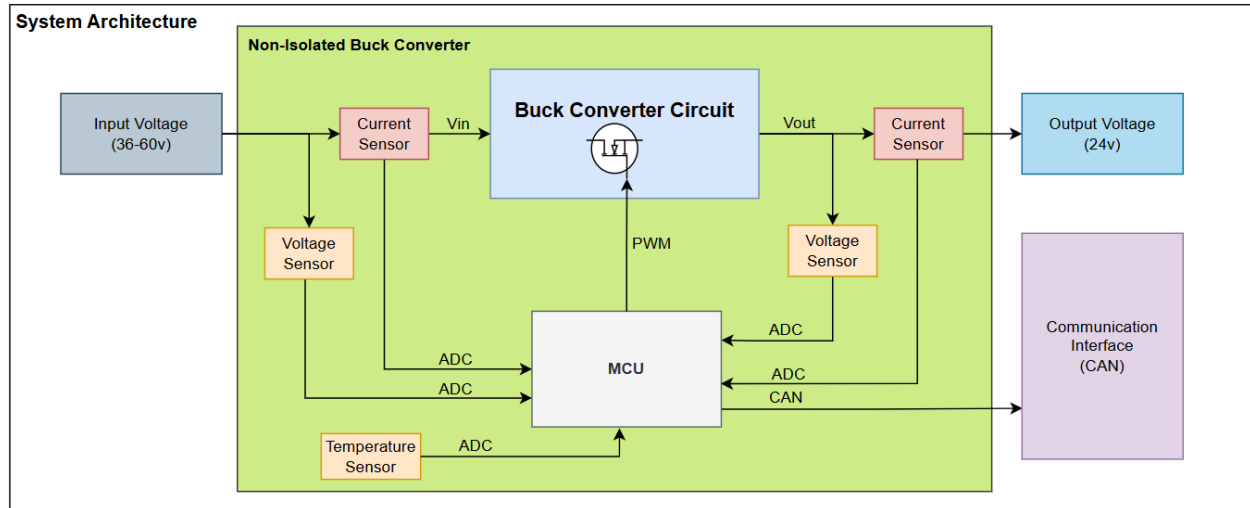 System Architecture
Non-Isolated Buck Converter
Input Voltage
(36-60v)
Current
Sensor
Vin
Buck Converter Circuit
Vout
Current
Sensor
Output Voltage
(24v)
Voltage
Sensor
PWM
Voltage
Sensor
ADC
MCU
Communication
Interface
(CAN)
ADC
ADC
ADC
CAN
Temperature
Sensor
ADC